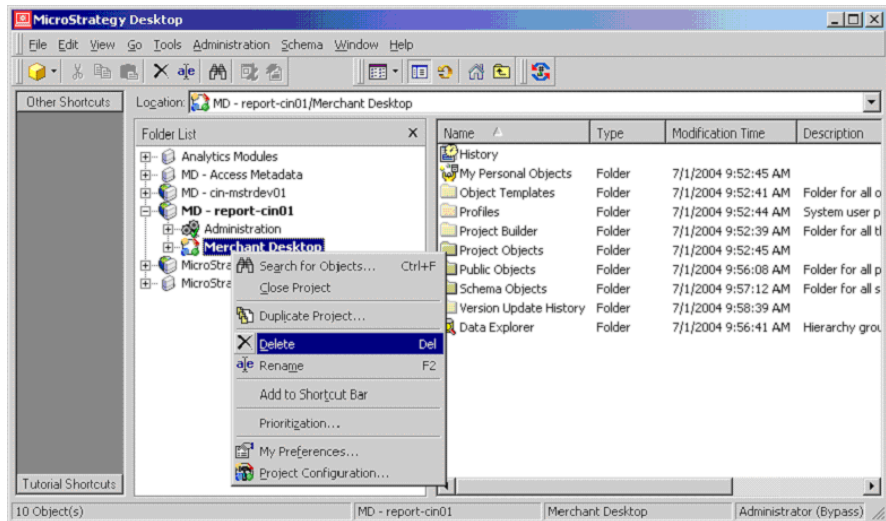 MicroStrategy Desktop
File Edit View Go Tools Administration Schema Window Help
Other Shortcuts
Location: MD - report-cin01/Merchant Desktop
Folder List
Analytics Modules
MD - Access Metadata
MD - cin-mstrdev01
MD - report-cin01
Administration
Merchant Desktop
MicroStra
MicroStra
Search for Objects... Ctrl+F
Close Project
Duplicate Project...
Delete Del
Rename F2
Add to Shortcut Bar
Prioritization...
My Preferences...
Project Configuration...
Name Type Modification Time Description
History
My Personal Objects Folder 7/1/2004 9:52:45 AM
Object Templates Folder 7/1/2004 9:52:41 AM Folder for all o
Profiles Folder 7/1/2004 9:52:44 AM System user p
Project Builder Folder 7/1/2004 9:52:39 AM Folder for all t
Project Objects Folder 7/1/2004 9:52:45 AM
Public Objects Folder 7/1/2004 9:56:08 AM Folder for all p
Schema Objects Folder 7/1/2004 9:57:12 AM Folder for all s
Version Update History Folder 7/1/2004 9:58:39 AM
Data Explorer Folder 7/1/2004 9:56:41 AM Hierarchy grou
Tutorial Shortcuts
10 Object(s) MD - report-cin01 Merchant Desktop Administrator (Bypass)